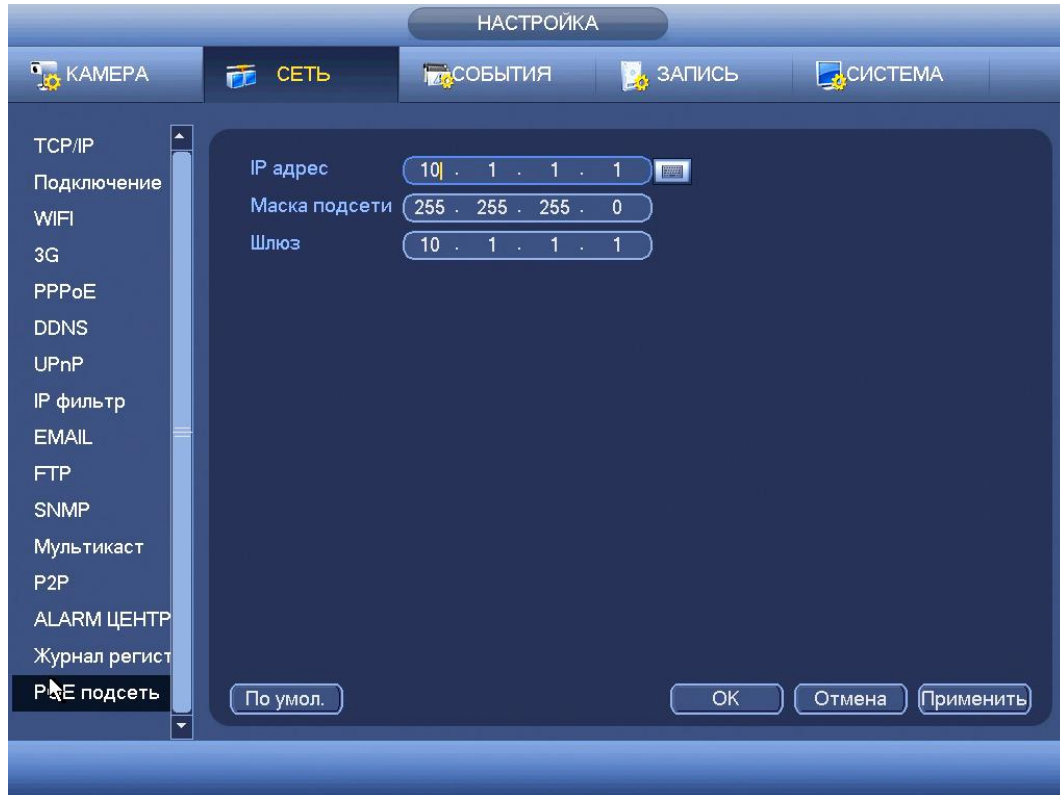 НАСТРОЙКА
КАМЕРА СЕТЬ СОБЫТИЯ ЗАПИСЬ СИСТЕМА
TCP/IP
Подключение
WIFI
3G
PPPoE
DDNS
UPnP
IP фильтр
EMAIL
FTP
SNMP
Мультикаст
P2P
ALARM ЦЕНТР
Журнал регист
PoE подсеть
IP адрес 10 . 1 . 1 . 1
Маска подсети 255 . 255 . 255 . 0
Шлюз 10 . 1 . 1 . 1
По умол. OK Отмена Применить